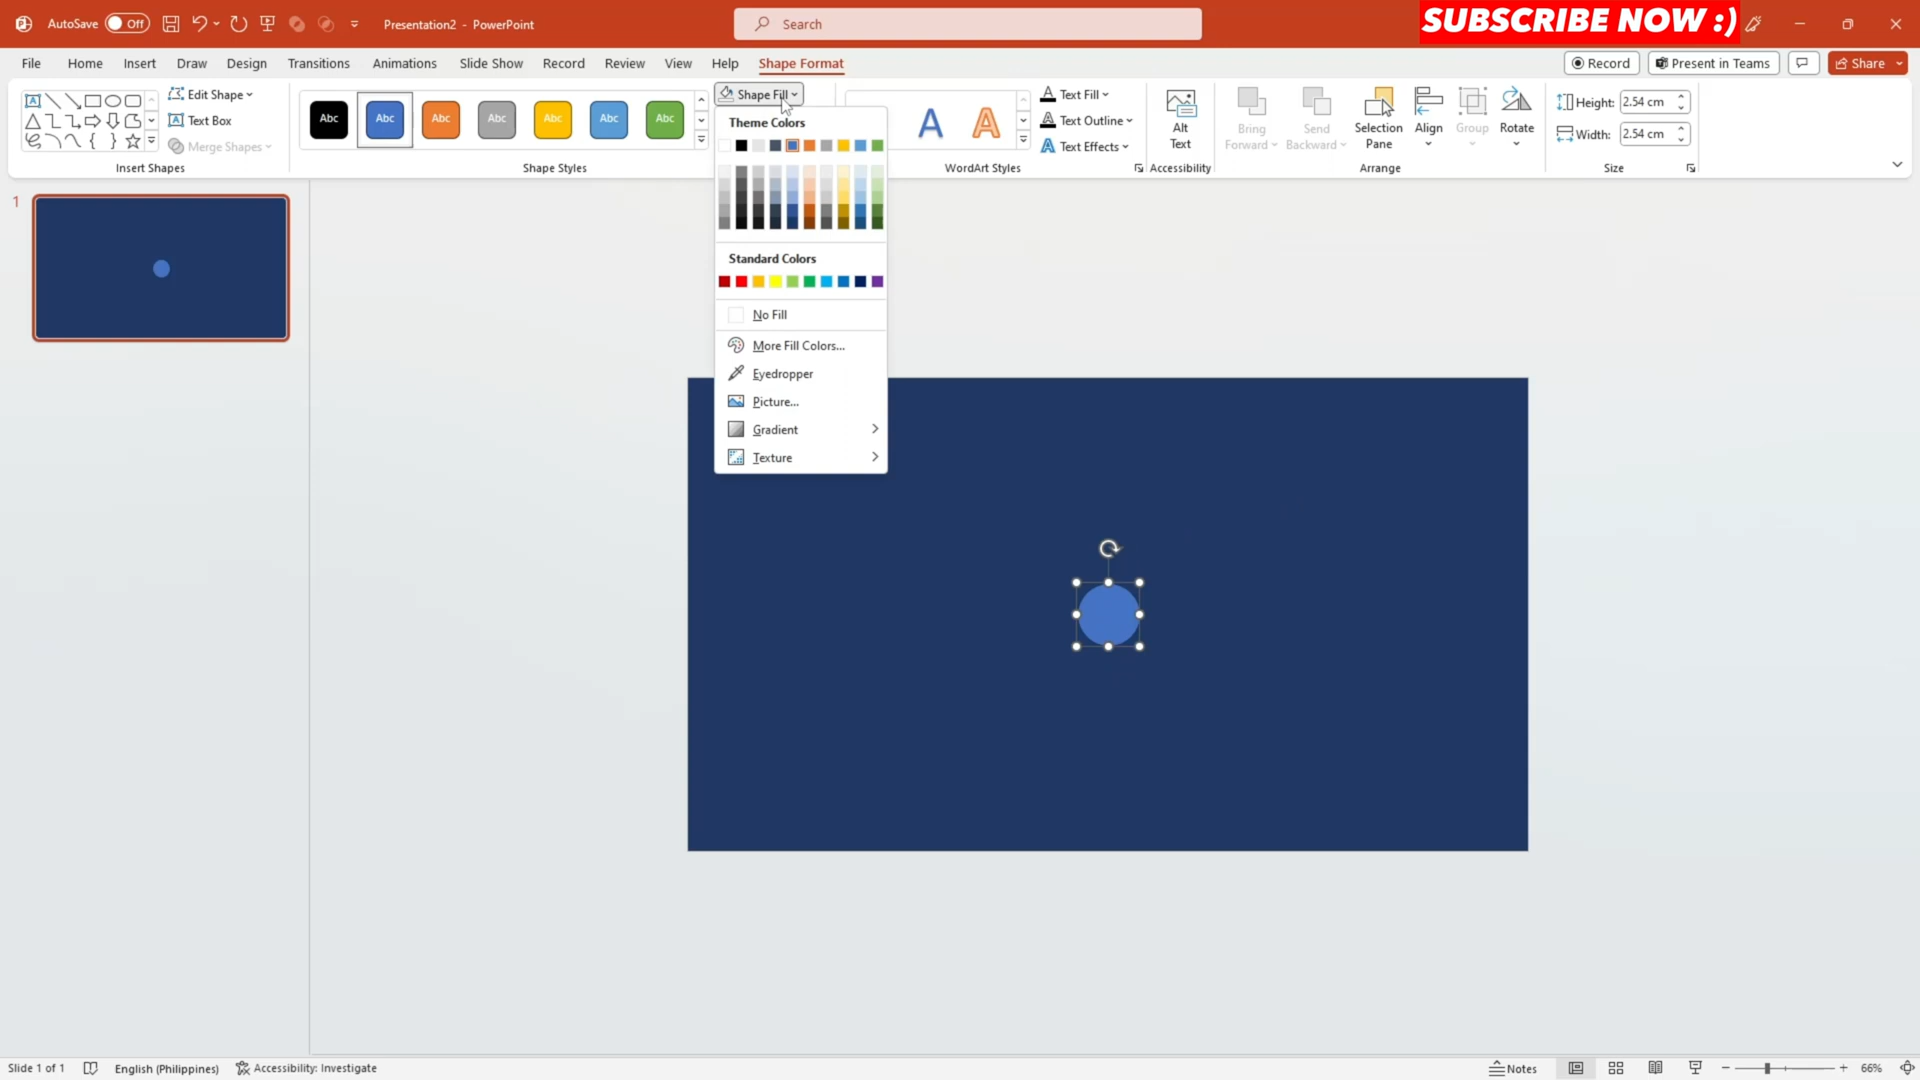 AutoSave Off Presentation2 - PowerPoint Search SUBSCRIBE NOW :)
File Home Insert Draw Design Transitions Animations Slide Show Record Review View Help Shape Format Record Present in Teams Share
Edit Shape
Text Box
Merge Shapes
Insert Shapes
Abc Abc Abc Abc Abc Abc Abc
Shape Styles
Shape Fill
Theme Colors
Standard Colors
No Fill
More Fill Colors...
Eyedropper
Picture...
Gradient
Texture
A A
Text Fill
Text Outline
Text Effects
WordArt Styles
Alt
Text
Accessibility
Bring
Forward
Send
Backward
Selection
Pane
Align
Group
Rotate
Arrange
Height: 2.54 cm
Width: 2.54 cm
Size
1
Slide 1 of 1 English (Philippines) Accessibility: Investigate Notes 66%